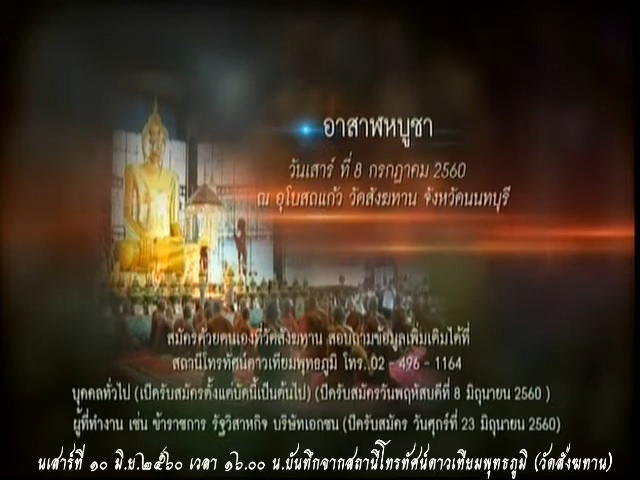 อาสาฬหบูชา
วันเสาร์ ที่ 8 กรกฎาคม 2560
ณ อุโบสถแก้ว วัดสังฆทาน จังหวัดนนทบุรี
สมัครด้วยตนเองที่วัดสังฆทาน สอบถามข้อมูลเพิ่มเติมได้ที่
สถานีโทรทัศน์ดาวเทียมพุทธภูมิ โทร..02 - 496 - 1164
บุคคลทั่วไป (เปิดรับสมัครตั้งแต่บัดนี้เป็นต้นไป) (ปิดรับสมัครวันพฤหัสบดีที่ 8 มิถุนายน 2560 )
ผู้ที่ทำงาน เช่น ข้าราชการ รัฐวิสาหกิจ บริษัทเอกชน (ปิดรับสมัคร วันศุกร์ที่ 23 มิถุนายน 2560)
นเสาร์ที่ ๑๐ มิ.ย.๒๕๖๐ เวลา ๑๖.๐๐ น.บันทึกจากสถานีโทรทัศน์ดาวเทียมพุทธภูมิ (วัดสังฆทาน)